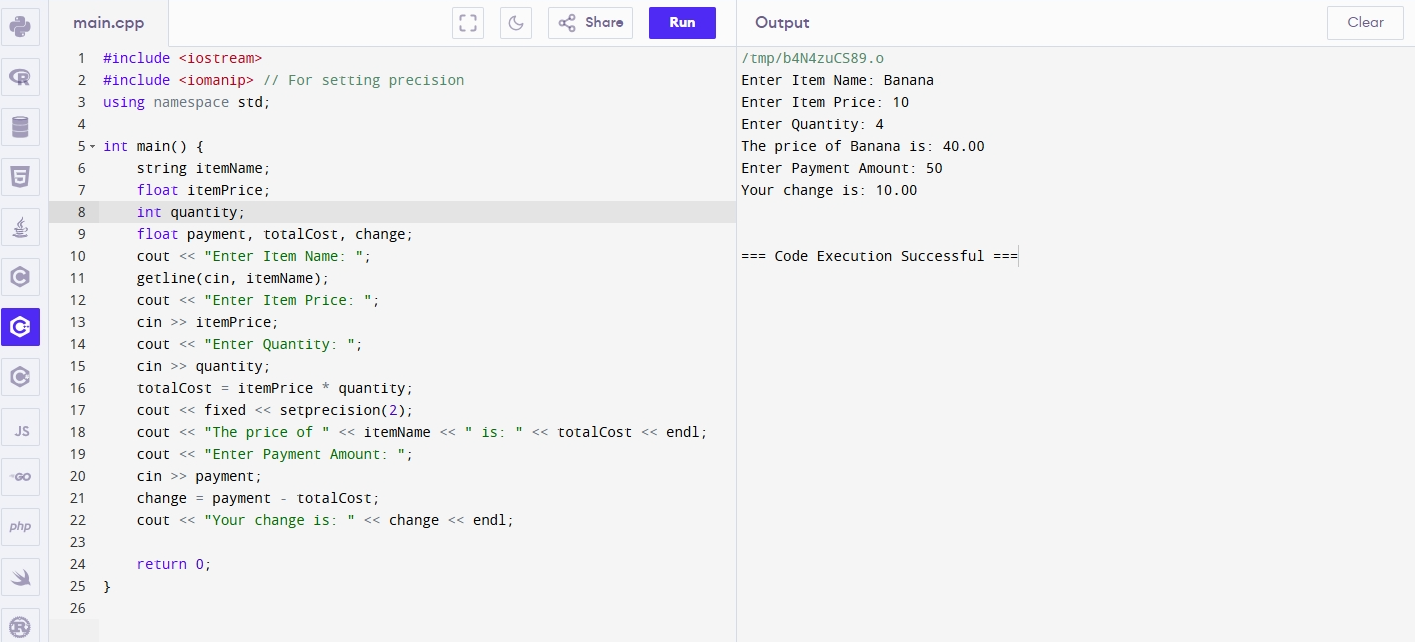 main.cpp
Share
Run
Output
Clear
1 #include <iostream>
2 #include <iomanip> // For setting precision
3 using namespace std;
4
5 int main() {
6     string itemName;
7     float itemPrice;
8     int quantity;
9     float payment, totalCost, change;
10     cout << "Enter Item Name: ";
11     getline(cin, itemName);
12     cout << "Enter Item Price: ";
13     cin >> itemPrice;
14     cout << "Enter Quantity: ";
15     cin >> quantity;
16     totalCost = itemPrice * quantity;
17     cout << fixed << setprecision(2);
18     cout << "The price of " << itemName << " is: " << totalCost << endl;
19     cout << "Enter Payment Amount: ";
20     cin >> payment;
21     change = payment - totalCost;
22     cout << "Your change is: " << change << endl;
23
24     return 0;
25 }
26
/tmp/b4N4zuCS89.o
Enter Item Name: Banana
Enter Item Price: 10
Enter Quantity: 4
The price of Banana is: 40.00
Enter Payment Amount: 50
Your change is: 10.00
=== Code Execution Successful ===
R
5
C
C
C
JS
GO
php
R